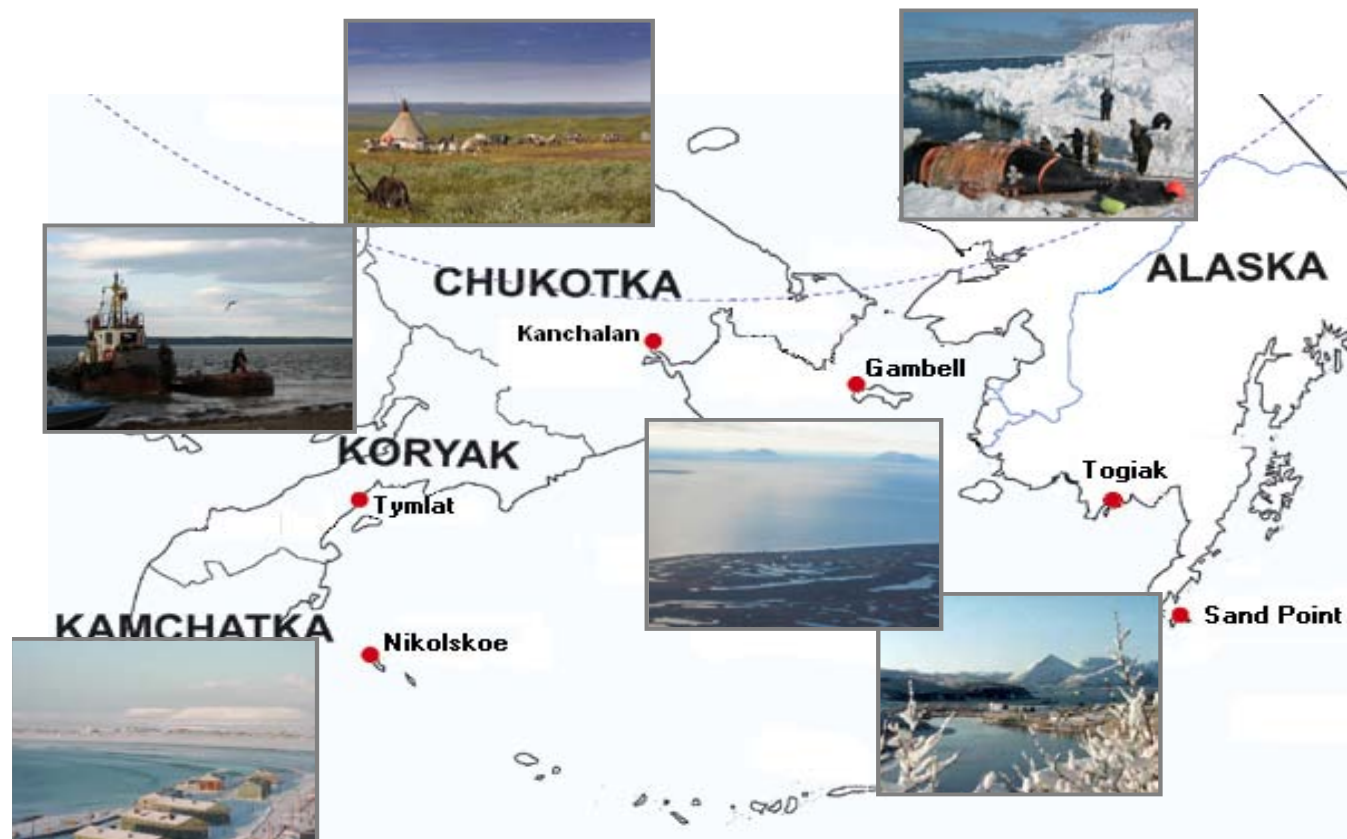 CHUKOTKA
ALASKA
Kanchalan
Gambell
KORYAK
Togiak
Tymlat
KAMCHATKA
Nikolskoe
Sand Point